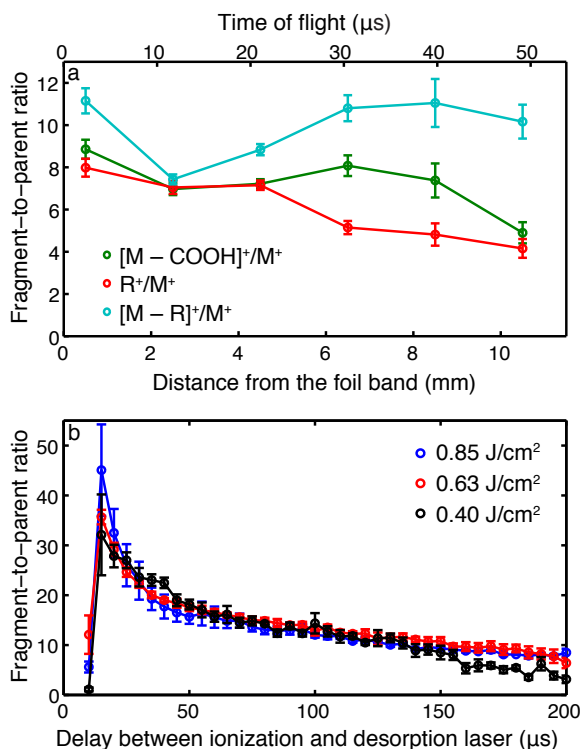 Time of flight (μs)
0 10 20 30 40 50
a
Fragment–to–parent ratio
12
10
8
6
4
2
0
[M – COOH]⁺/M⁺
R⁺/M⁺
[M – R]⁺/M⁺
0 2 4 6 8 10
Distance from the foil band (mm)
b
Fragment–to–parent ratio
50
40
30
20
10
0
0.85 J/cm²
0.63 J/cm²
0.40 J/cm²
0 50 100 150 200
Delay between ionization and desorption laser (μs)